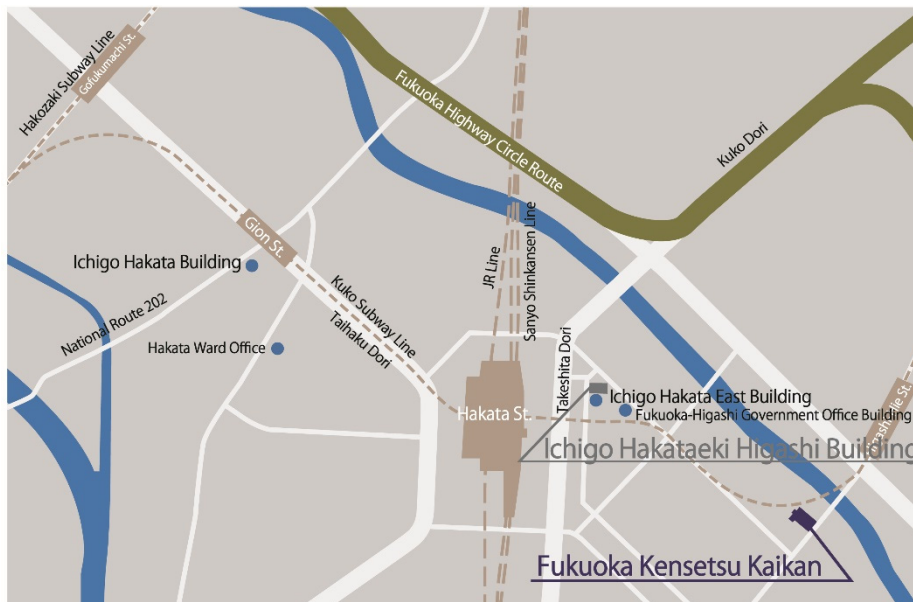 Hakozaki Subway Line
Gofukumachi St.
Fukuoka Highway Circle Route
Kuko Dori
Gion St.
Ichigo Hakata Building
National Route 202
Hakata Ward Office
Kuko Subway Line
Taihaku Dori
JR Line
Sanyo Shinkansen Line
Takeshita Dori
Hakata St.
Ichigo Hakata East Building
Fukuoka-Higashi Government Office Building
Ichigo Hakataeki Higashi Building
Fukuoka Kensetsu Kaikan